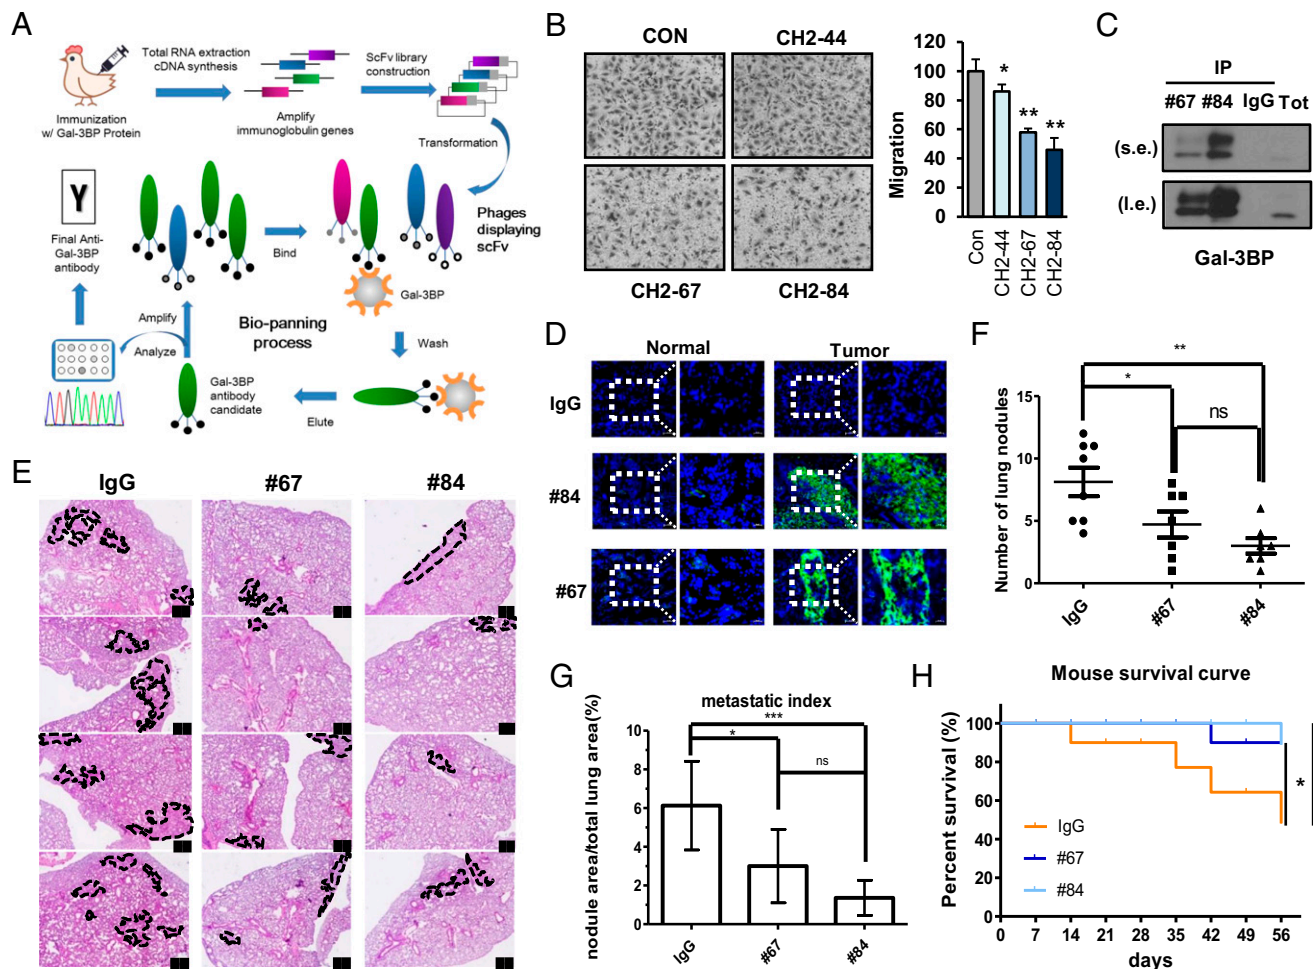 A
Total RNA extraction
cDNA synthesis
ScFv library
construction
Immunization
w/ Gal-3BP Protein
Amplify
immunoglobulin genes
Transformation
Y
Final Anti-
Gal-3BP
antibody
Bind
Phages
displaying
scFv
Gal-3BP
Amplify
Analyze
Bio-panning
process
Wash
Gal-3BP
antibody
candidate
Elute
B
CON
CH2-44
CH2-67
CH2-84
Migration
120
100
80
60
40
20
0
*
**
**
Con
CH2-44
CH2-67
CH2-84
C
IP
#67 #84 IgG Tot
(s.e.)
(l.e.)
Gal-3BP
D
Normal
Tumor
IgG
#84
#67
E
IgG
#67
#84
F
Number of lung nodules
15
10
5
0
**
*
ns
IgG
#67
#84
G
metastatic index
***
*
ns
nodule area/total lung area(%)
10
8
6
4
2
0
IgG
#67
#84
H
Mouse survival curve
Percent survival (%)
100
80
60
40
20
0
IgG
#67
#84
*
0 7 14 21 28 35 42 49 56
days